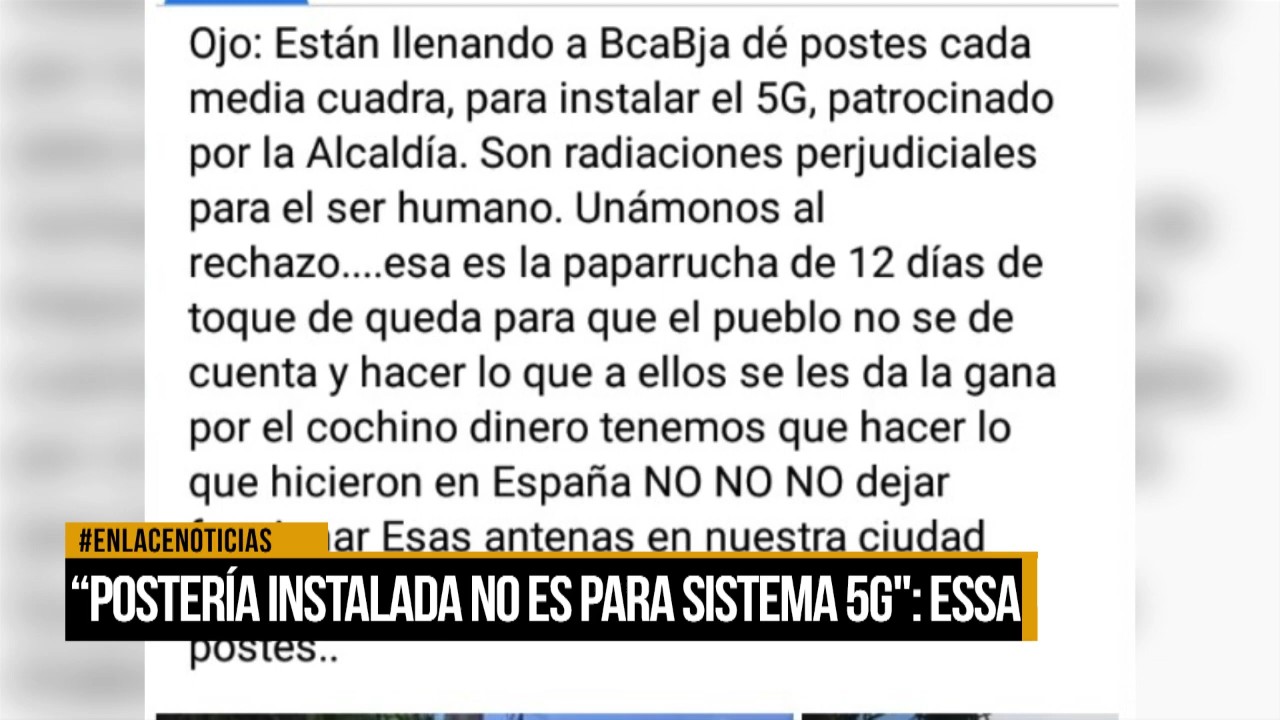 Ojo: Están llenando a BcaBja dé postes cada
media cuadra, para instalar el 5G, patrocinado
por la Alcaldía. Son radiaciones perjudiciales
para el ser humano. Unámonos al
rechazo....esa es la paparrucha de 12 días de
toque de queda para que el pueblo no se de
cuenta y hacer lo que a ellos se les da la gana
por el cochino dinero tenemos que hacer lo
que hicieron en España NO NO NO dejar
Esas antenas en nuestra ciudad
#ENLACENOTICIAS
“POSTERÍA INSTALADA NO ES PARA SISTEMA 5G": ESSA
postes..